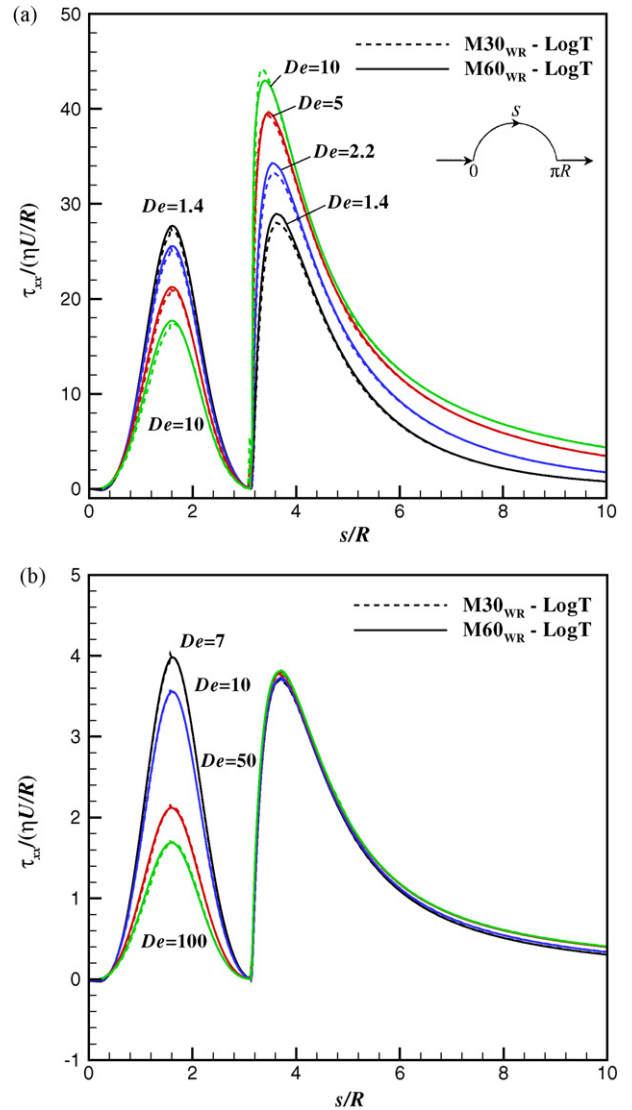 (a)
50
40
30
20
10
0
τxx/(ηU/R)
M30WR - LogT
M60WR - LogT
De=10
De=5
De=2.2
De=1.4
De=1.4
De=10
s
0
πR
0
2
4
6
8
10
s/R
(b)
5
4
3
2
1
0
-1
τxx/(ηU/R)
M30WR - LogT
M60WR - LogT
De=7
De=10
De=50
De=100
0
2
4
6
8
10
s/R